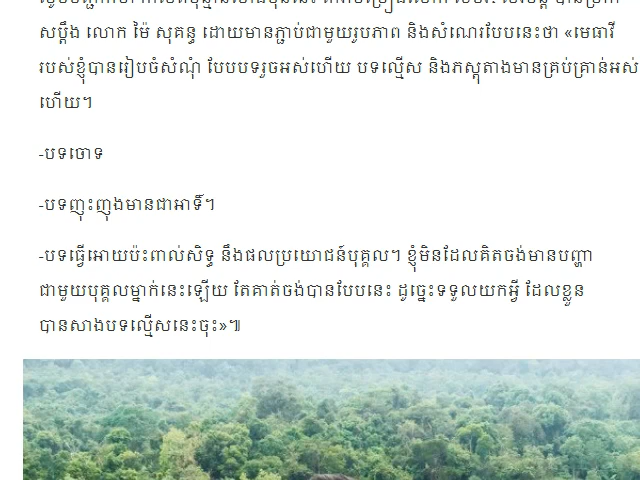 សប្ដឹង លោក ម៉ៃ សុគន្ធ ដោយមានភ្ជាប់ជាមួយរូបភាព និងសំណេរបែបនេះថា «មេធាវី
របស់ខ្ញុំបានរៀបចំសំណុំ បែបបទរួចអស់ហើយ បទល្មើស និងភស្តុតាងមានគ្រប់គ្រាន់អស់
ហើយ។
-បទចោទ
-បទញុះញុងមានជាអាទិ៍។
-បទធ្វើអោយប៉ះពាល់សិទ្ធ នឹងផលប្រយោជន៍បុគ្គល។ ខ្ញុំមិនដែលគិតចង់មានបញ្ហា
ជាមួយបុគ្គលម្នាក់នេះឡើយ តែគាត់ចង់បានបែបនេះ ដូច្នេះទទួលយកអ្វី ដែលខ្លួន
បានសាងបទល្មើសនេះចុះ»៕